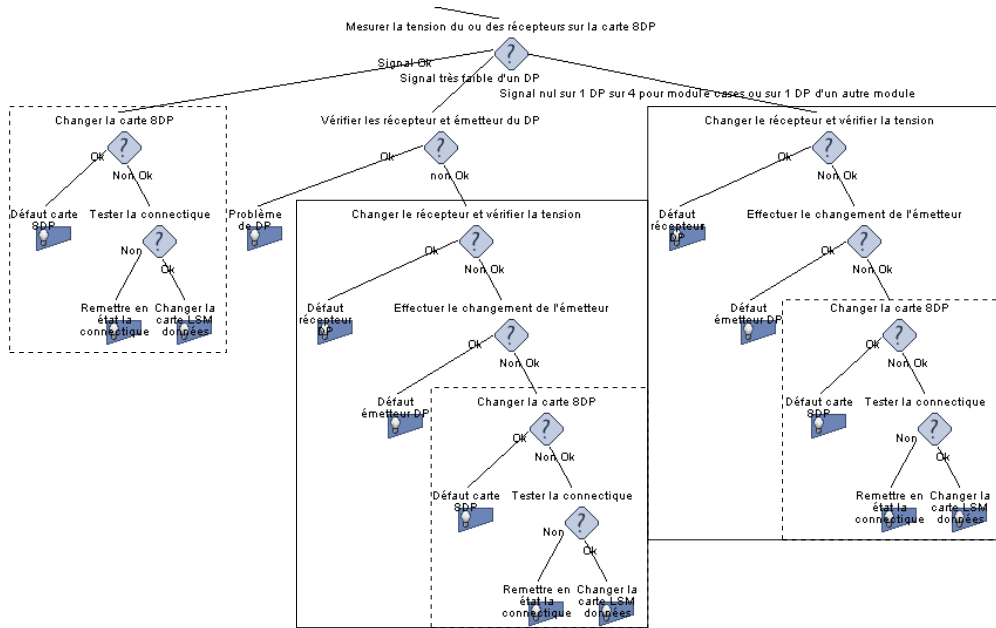 Mesurer la tension du ou des récepteurs sur la carte 8DP
Signal Ok
Signal très faible d'un DP
Signal nul sur 1 DP sur 4 pour module cases ou sur 1 DP d'un autre module
Changer la carte 8DP
Ok
Non Ok
Défaut carte
8DP
Tester la connectique
Non
Ok
Remettre en
état la
connectique
Changer la
carte LSM
données
Vérifier les récepteur et émetteur du DP
Ok
non Ok
Problème
de DP
Changer le récepteur et vérifier la tension
Ok
Non Ok
Défaut
récepteur
DP
Effectuer le changement de l'émetteur
Ok
Non Ok
Défaut
émetteur DP
Changer la carte 8DP
Ok
Non Ok
Défaut carte
8DP
Tester la connectique
Non
Ok
Remettre en
état la
connectique
Changer la
carte LSM
données
Changer le récepteur et vérifier la tension
Ok
Non Ok
Défaut
récepteur
DP
Effectuer le changement de l'émetteur
Ok
Non Ok
Défaut
émetteur DP
Changer la carte 8DP
Ok
Non Ok
Défaut carte
8DP
Tester la connectique
Non
Ok
Remettre en
état la
connectique
Changer la
carte LSM
données